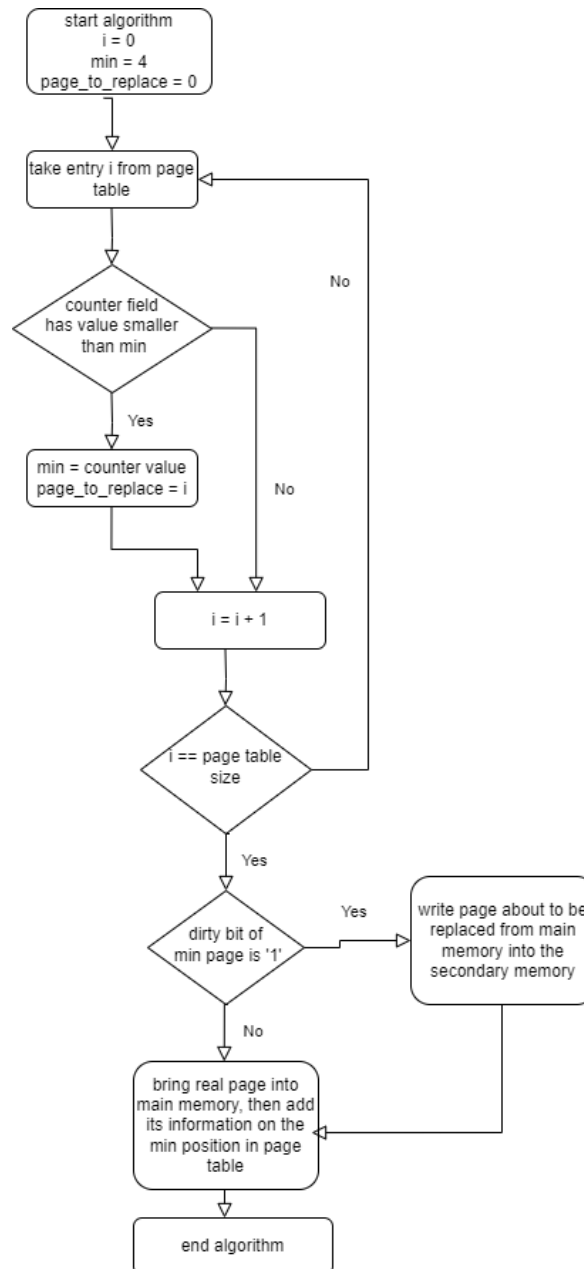 start algorithm
i = 0
min = 4
page_to_replace = 0
take entry i from page
table
No
counter field
has value smaller
than min
Yes
min = counter value
page_to_replace = i
No
i = i + 1
i == page table
size
Yes
dirty bit of
min page is '1'
Yes
write page about to be
replaced from main
memory into the
secondary memory
No
bring real page into
main memory, then add
its information on the
min position in page
table
end algorithm